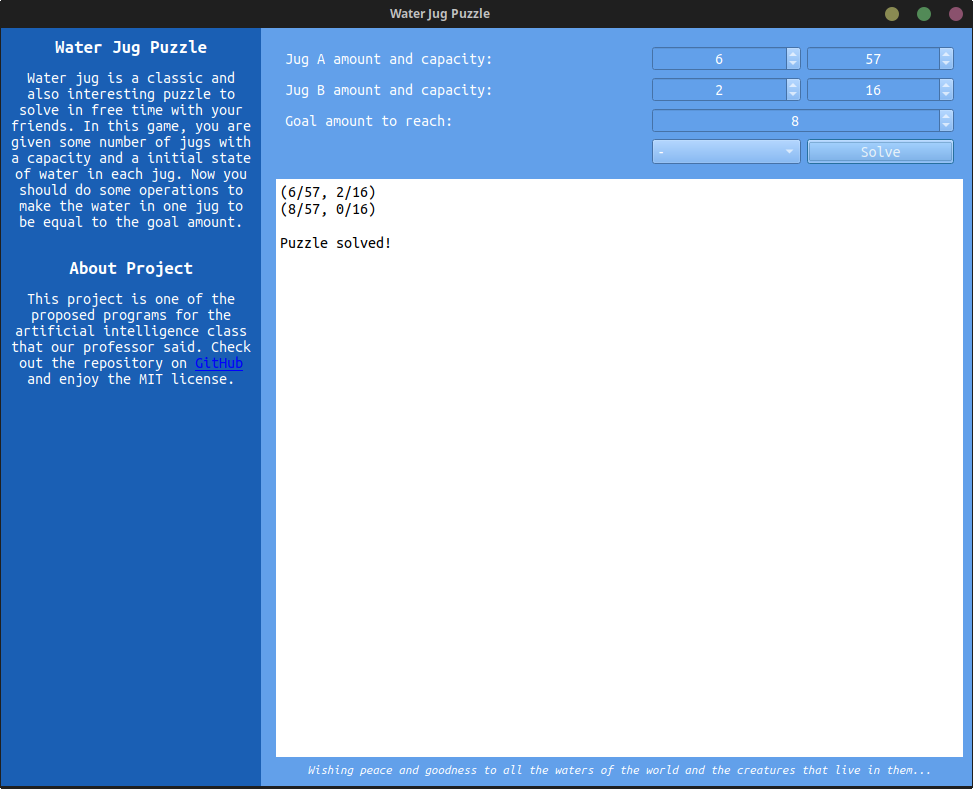 Water Jug Puzzle
Water Jug Puzzle
Water jug is a classic and
also interesting puzzle to
solve in free time with your
friends. In this game, you are
given some number of jugs with
a capacity and a initial state
of water in each jug. Now you
should do some operations to
make the water in one jug to
be equal to the goal amount.
About Project
This project is one of the
proposed programs for the
artificial intelligence class
that our professor said. Check
out the repository on GitHub
and enjoy the MIT license.
Jug A amount and capacity: 6 57
Jug B amount and capacity: 2 16
Goal amount to reach: 8
- Solve
(6/57, 2/16)
(8/57, 0/16)
Puzzle solved!
Wishing peace and goodness to all the waters of the world and the creatures that live in them...